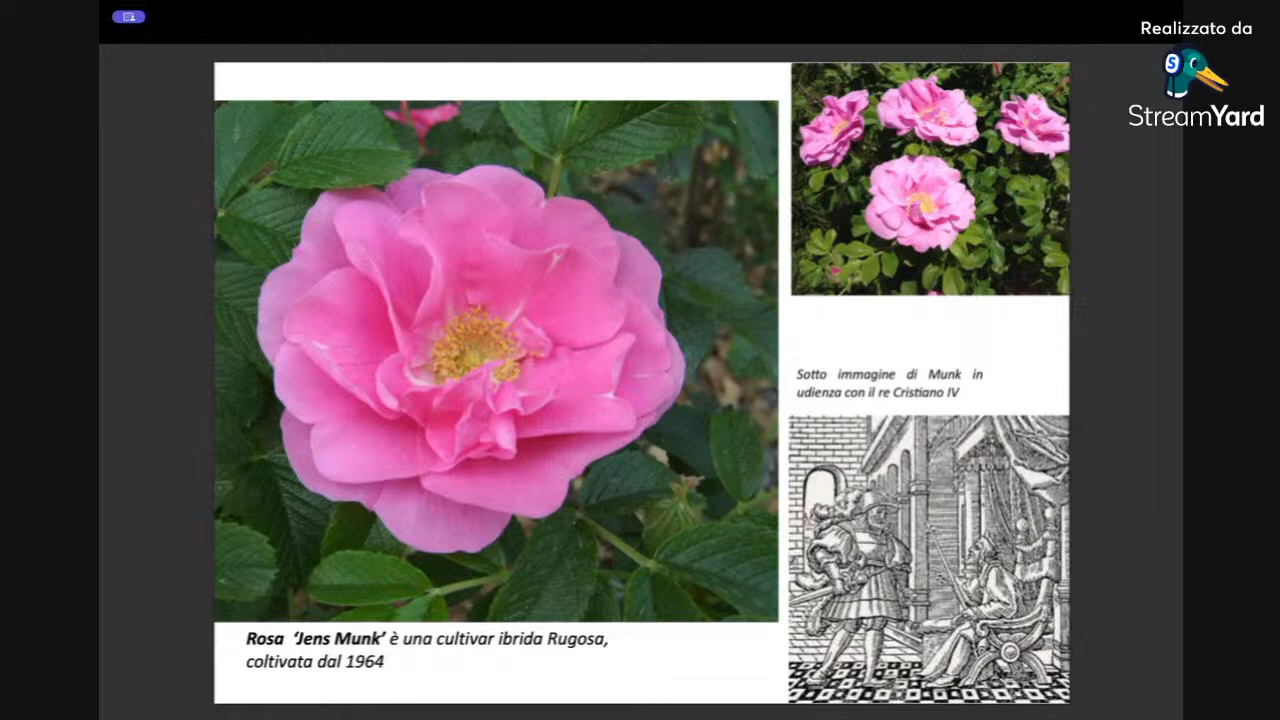 Realizzato da
StreamYard
Sotto immagine di Munk in
udienza con il re Cristiano IV
Rosa ‘Jens Munk’ è una cultivar ibrida Rugosa,
coltivata dal 1964